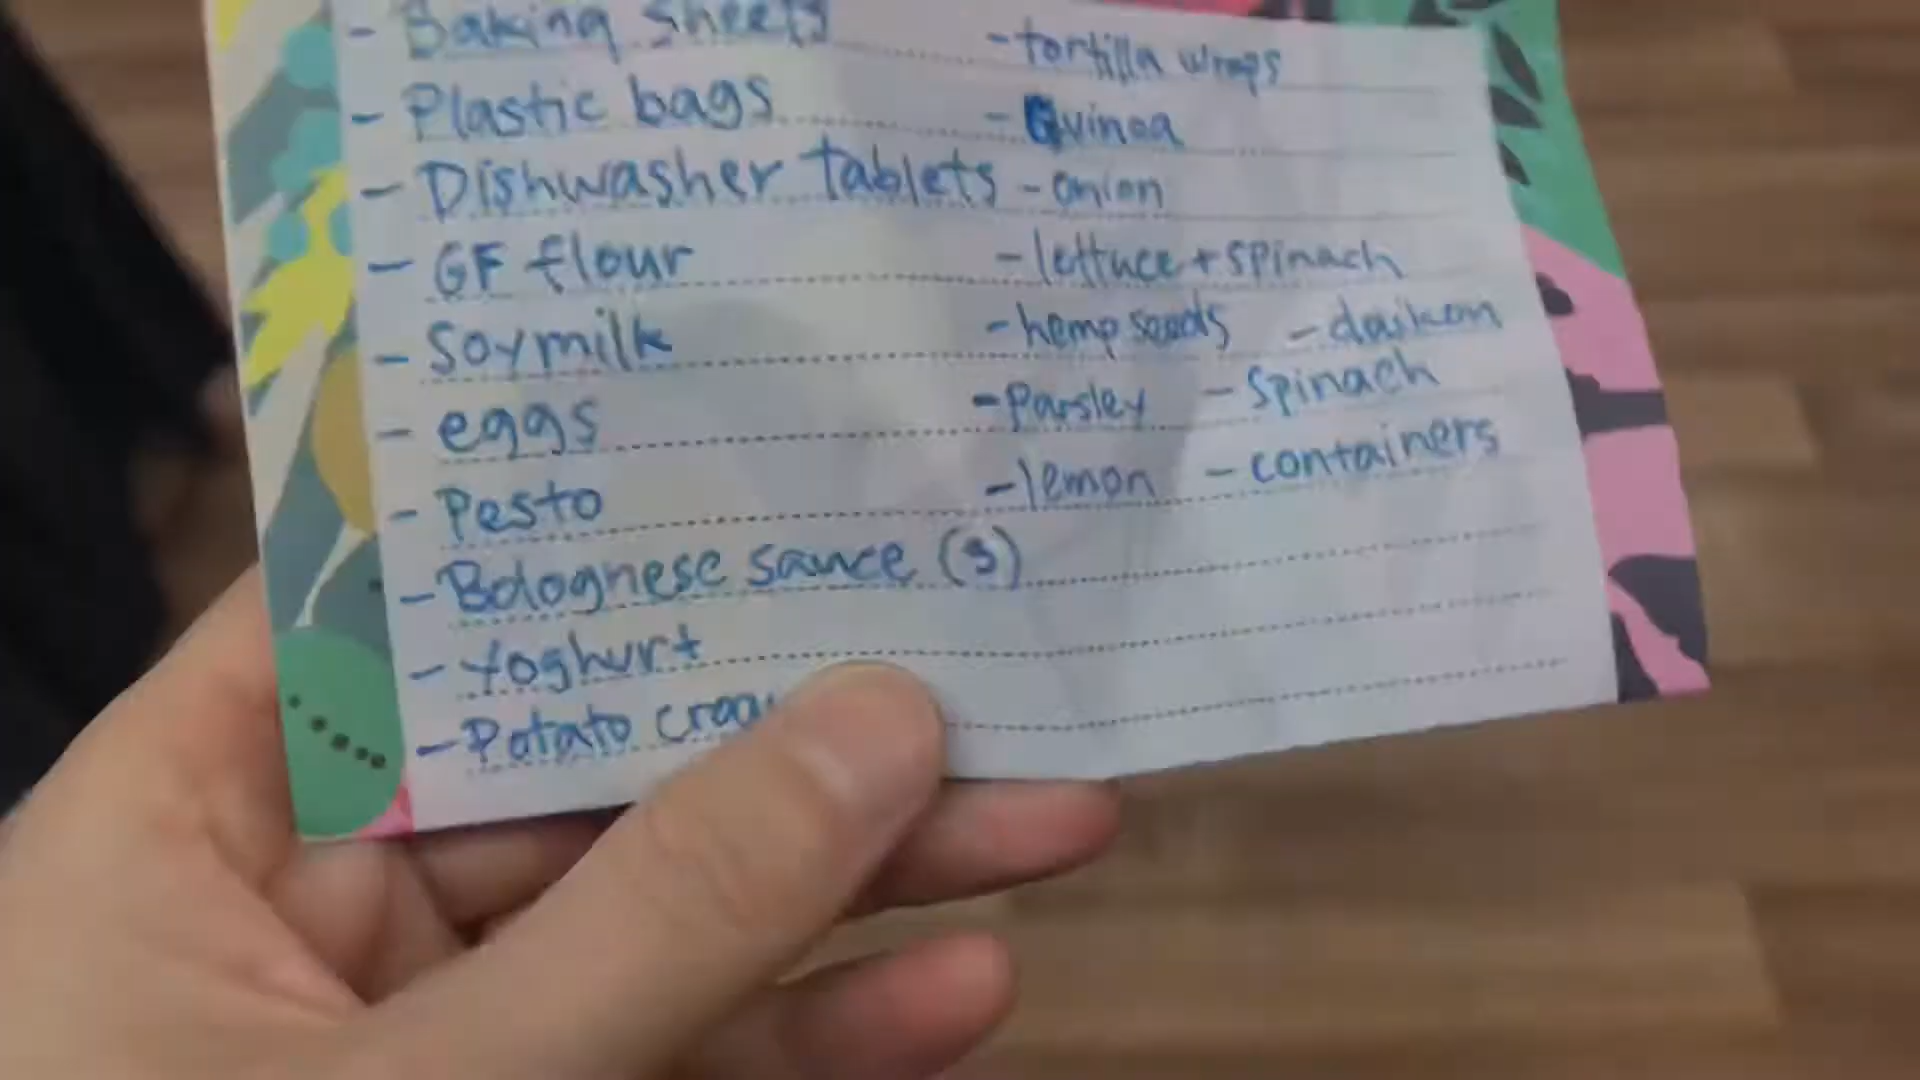 - Baking sheets
- Plastic bags
- Dishwasher tablets
- GF flour
- Soymilk
- eggs
- Pesto
- Bolognese sauce (3)
- Yoghurt
- Potato
- tortilla wraps
- Quinoa
- onion
- lettuce + spinach
- hemp seeds - daikon
- Parsley - Spinach
- lemon - containers